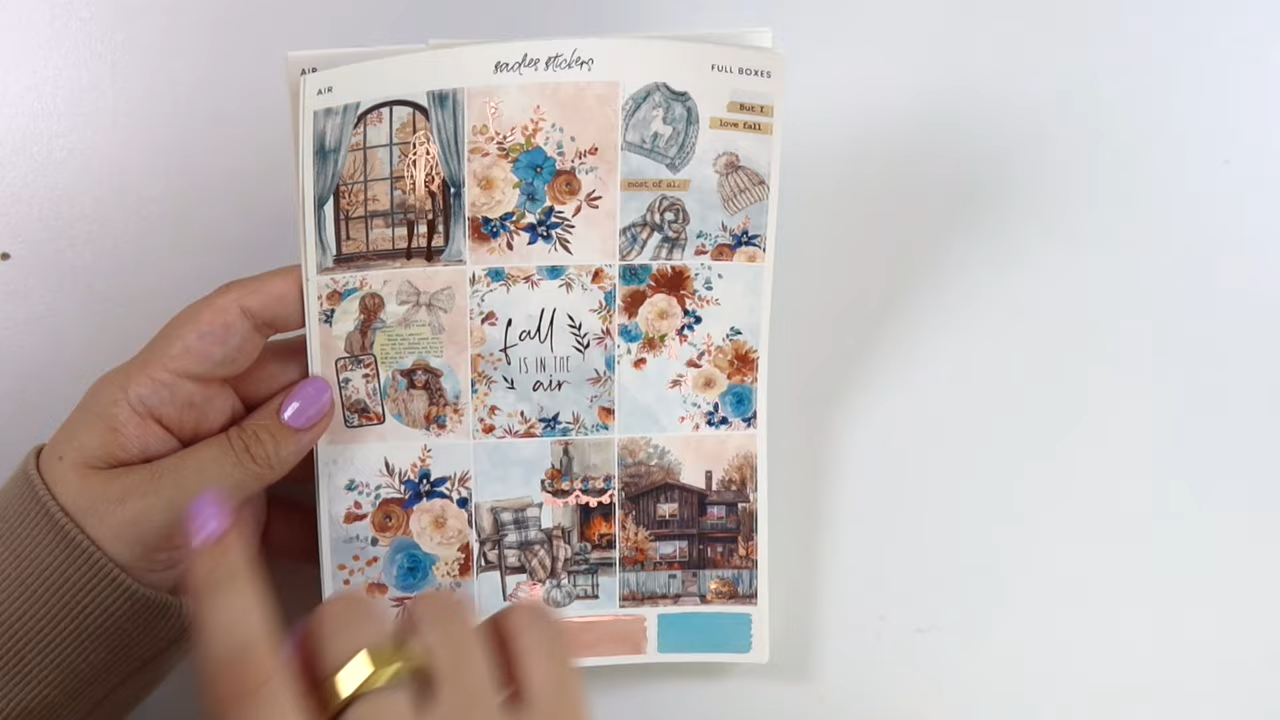 AIR
sadies stickers
FULL BOXES
AIR
But I
love fall
most of all.
fall
IS IN THE
air